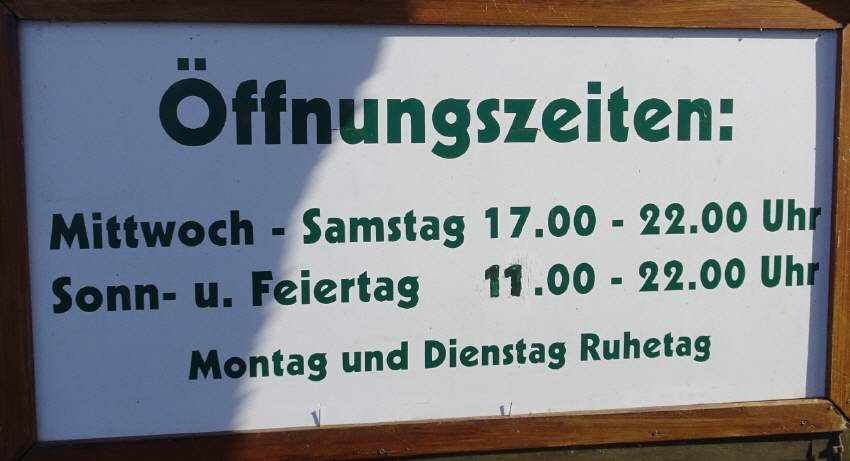 Öffnungszeiten:
Mittwoch - Samstag 17.00 - 22.00 Uhr
Sonn- u. Feiertag 11.00 - 22.00 Uhr
Montag und Dienstag Ruhetag